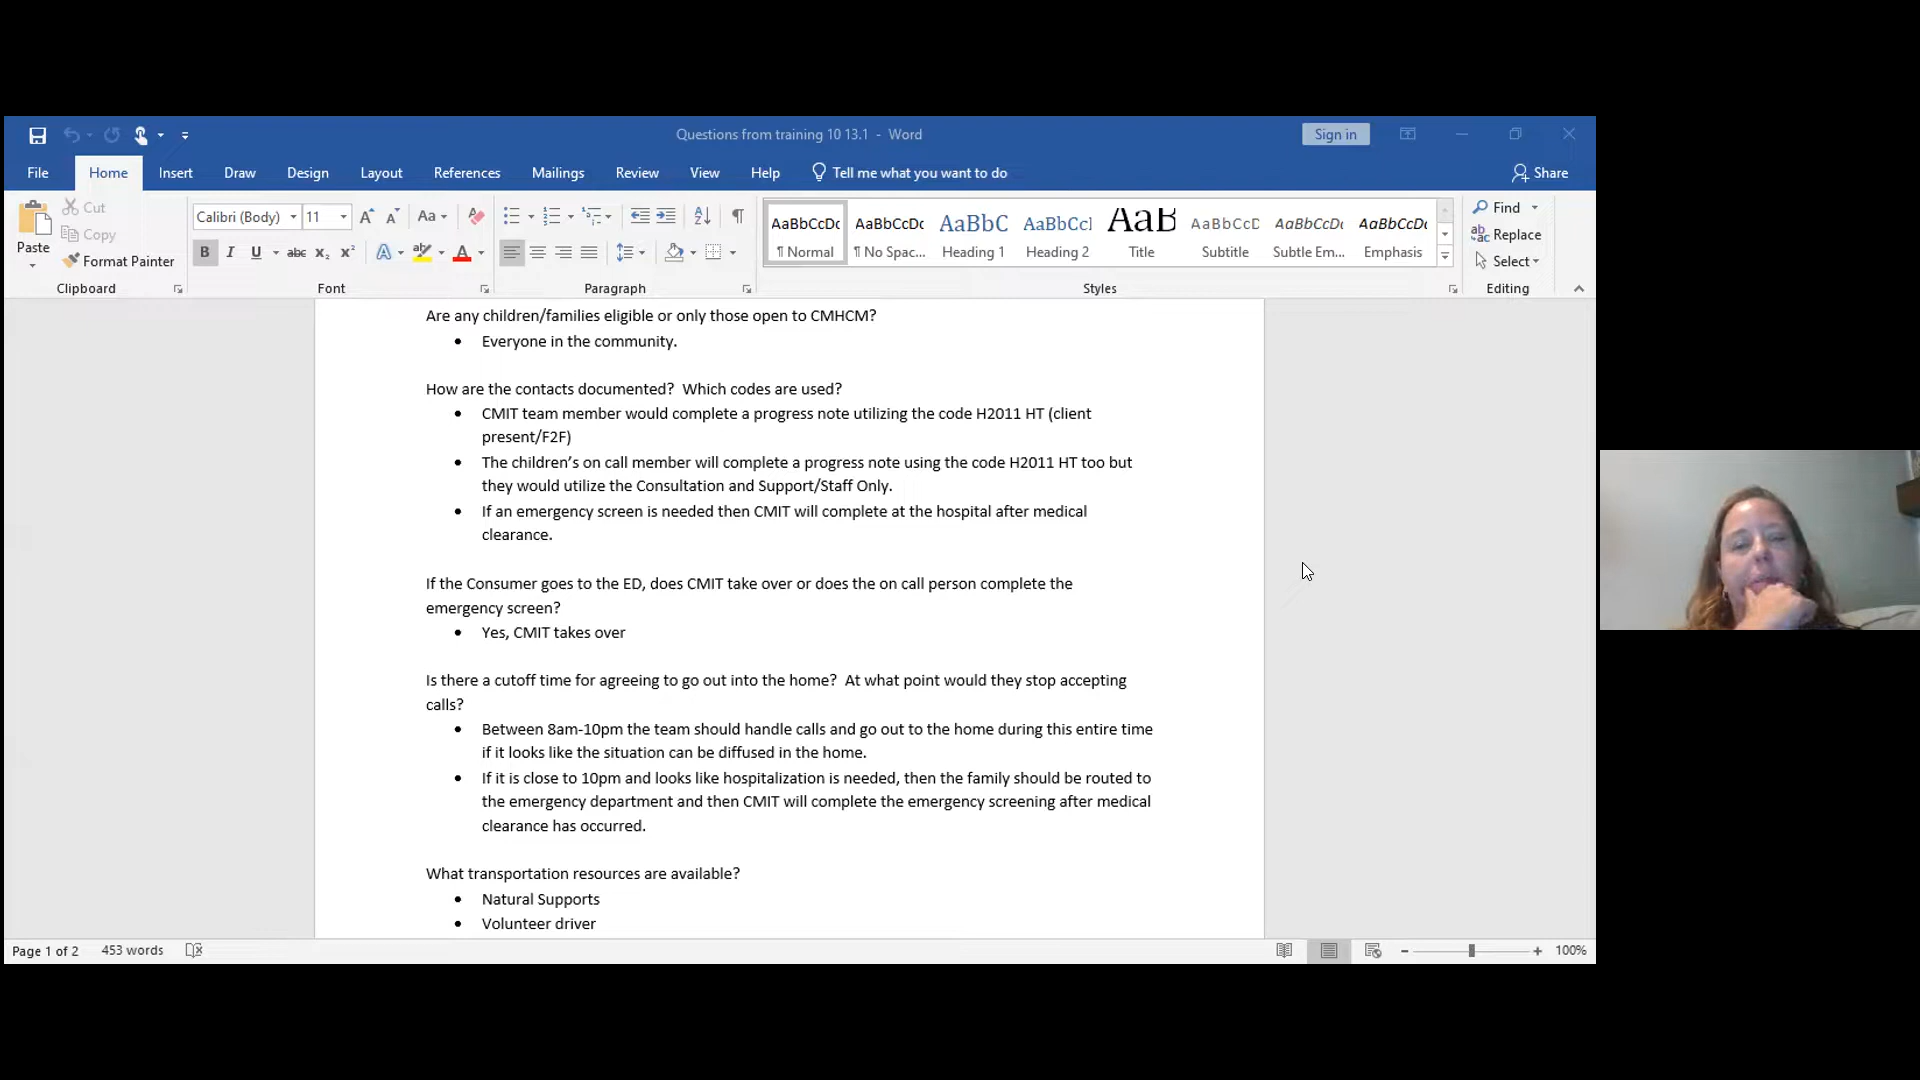 Questions from training 10 13.1 - Word
Sign in
File Home Insert Draw Design Layout References Mailings Review View Help Tell me what you want to do Share
Paste
Cut
Copy
Format Painter
Clipboard
Calibri (Body) 11
Font
Paragraph
AaBbCcDc AaBbCcDc AaBbC AaBbCcl AaB AaBbCcD AaBbCcDc AaBbCcDc
¶ Normal ¶ No Spac... Heading 1 Heading 2 Title Subtitle Subtle Em... Emphasis
Styles
Find
Replace
Select
Editing
Are any children/families eligible or only those open to CMHCM?
• Everyone in the community.
How are the contacts documented?  Which codes are used?
• CMIT team member would complete a progress note utilizing the code H2011 HT (client
present/F2F)
• The children’s on call member will complete a progress note using the code H2011 HT too but
they would utilize the Consultation and Support/Staff Only.
• If an emergency screen is needed then CMIT will complete at the hospital after medical
clearance.
If the Consumer goes to the ED, does CMIT take over or does the on call person complete the
emergency screen?
• Yes, CMIT takes over
Is there a cutoff time for agreeing to go out into the home?  At what point would they stop accepting
calls?
• Between 8am-10pm the team should handle calls and go out to the home during this entire time
if it looks like the situation can be diffused in the home.
• If it is close to 10pm and looks like hospitalization is needed, then the family should be routed to
the emergency department and then CMIT will complete the emergency screening after medical
clearance has occurred.
What transportation resources are available?
• Natural Supports
• Volunteer driver
Page 1 of 2 453 words 100%